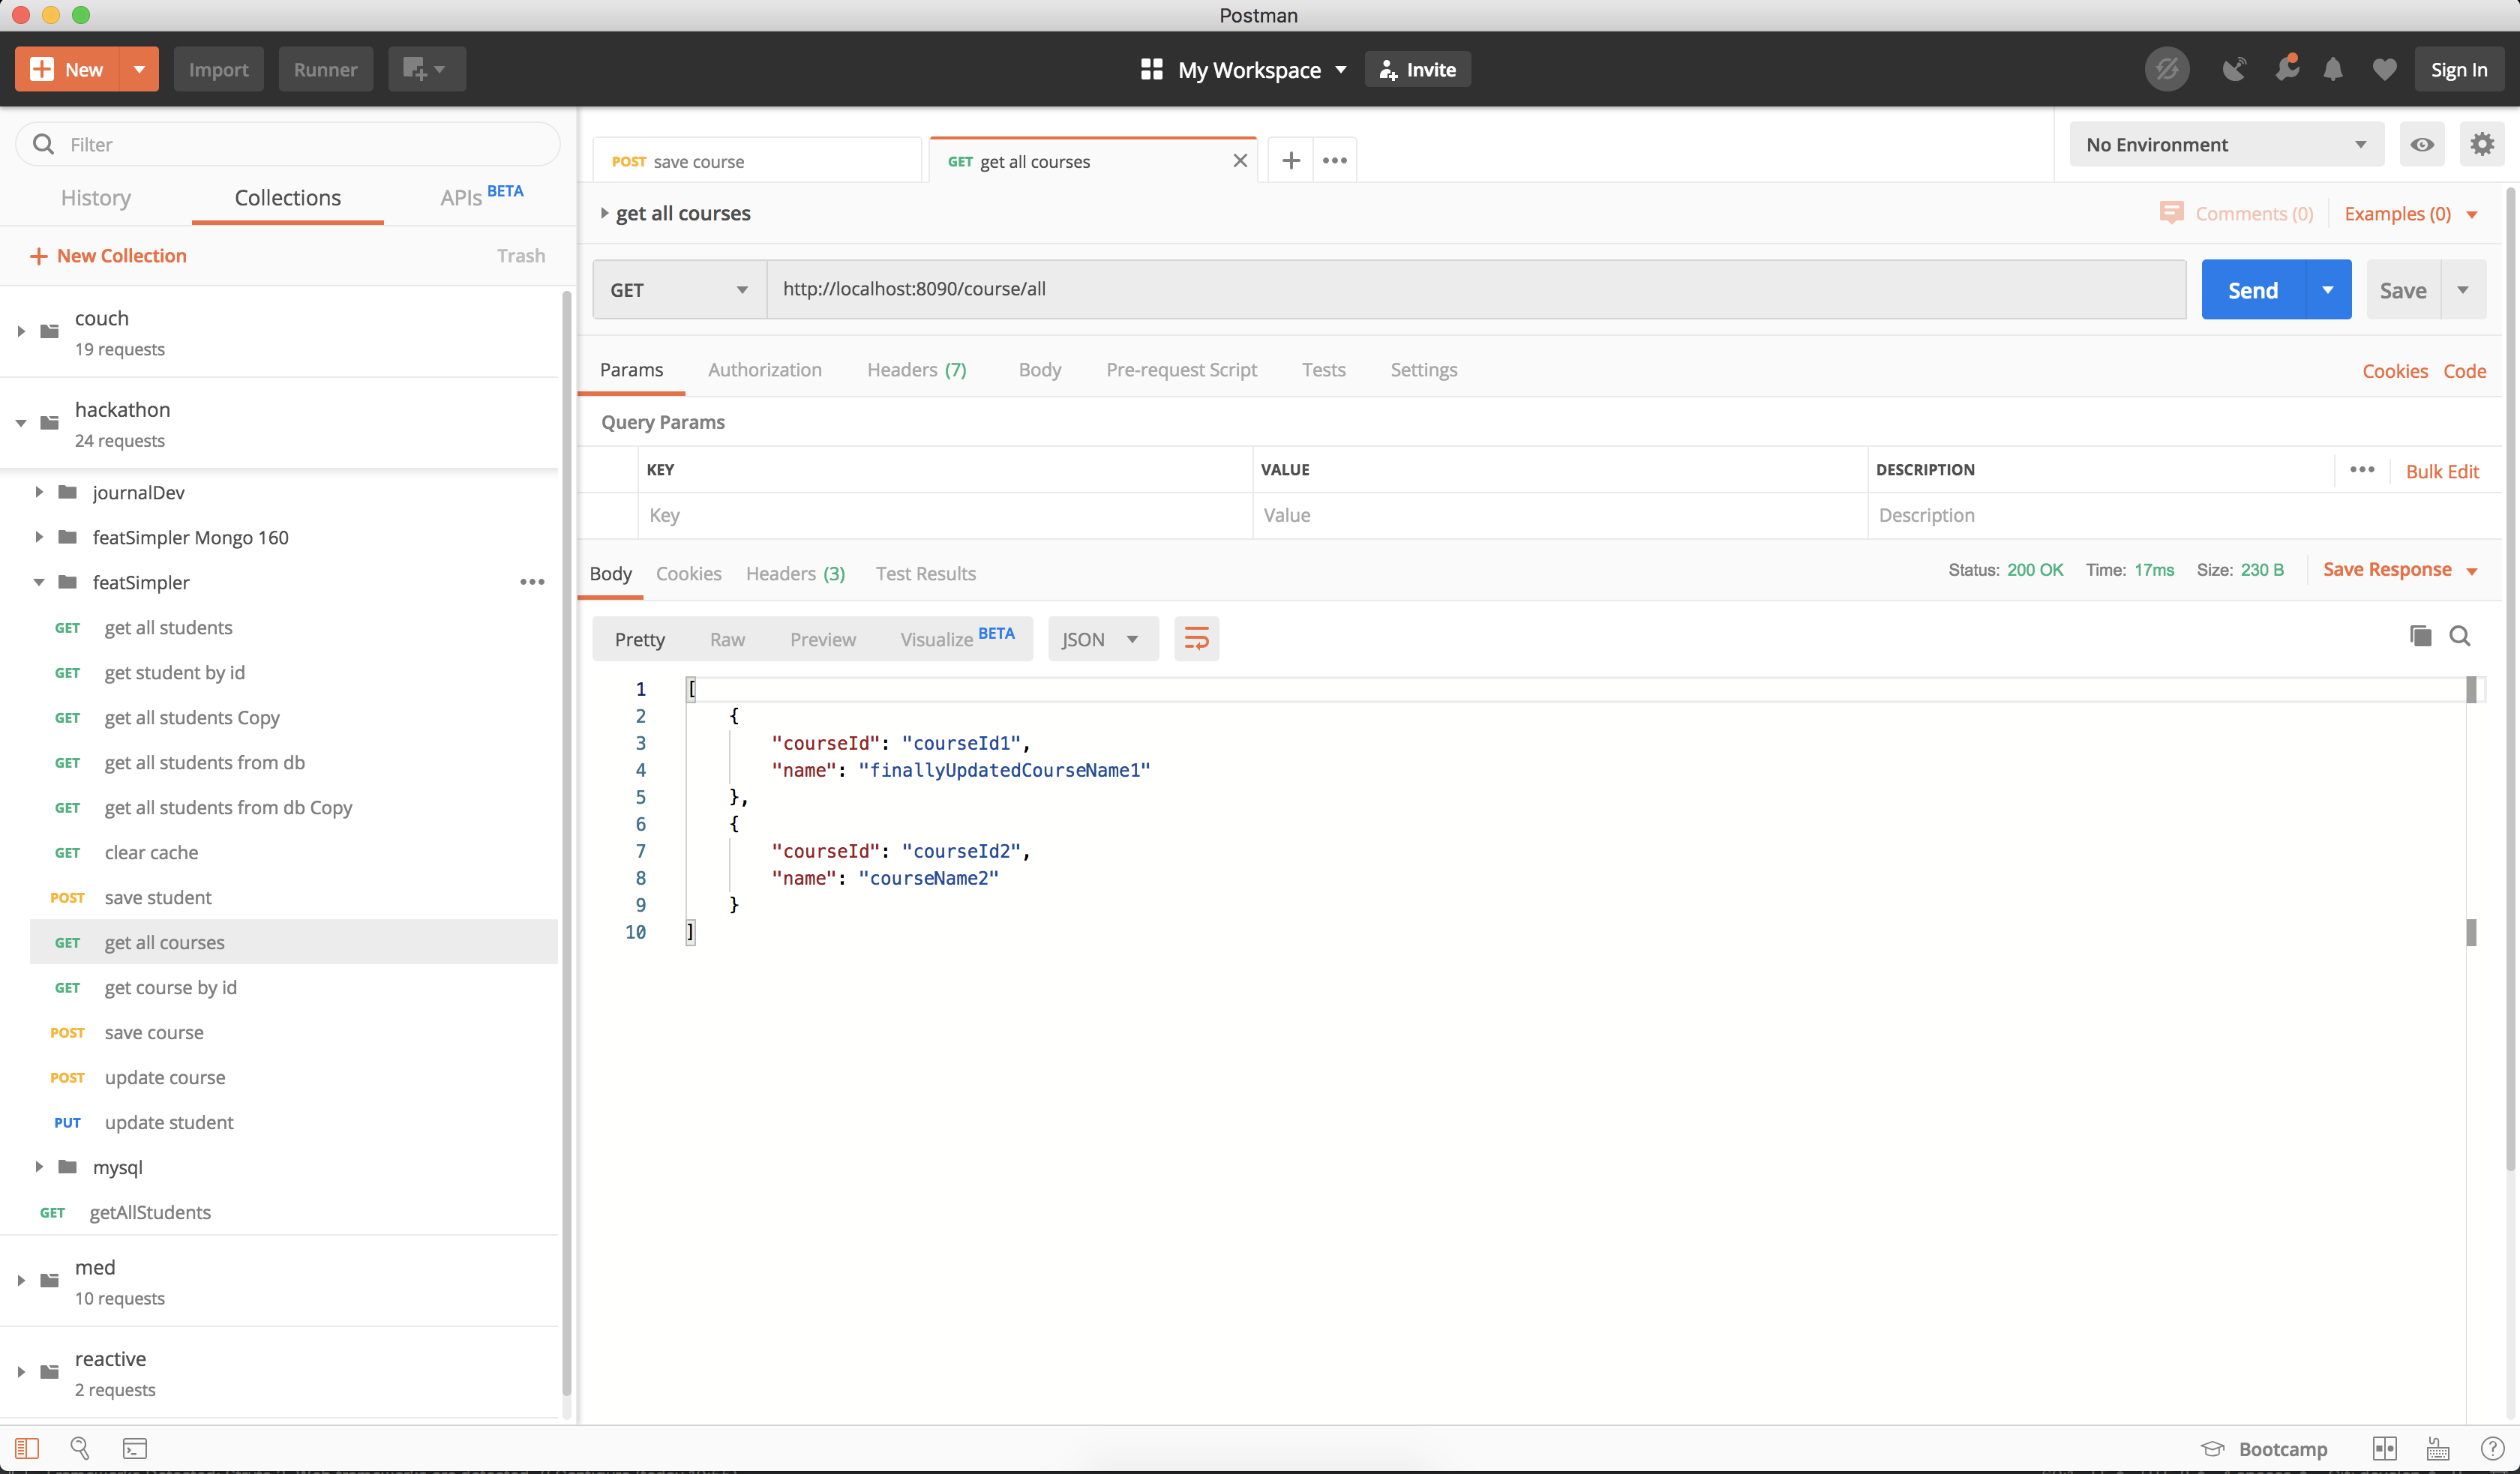 Postman
New
Import
Runner
My Workspace
Invite
Sign In
Filter
History
Collections
APIs BETA
New Collection
Trash
couch
19 requests
hackathon
24 requests
journalDev
featSimpler Mongo 160
featSimpler
GET get all students
GET get student by id
GET get all students Copy
GET get all students from db
GET get all students from db Copy
GET clear cache
POST save student
GET get all courses
GET get course by id
POST save course
POST update course
PUT update student
mysql
GET getAllStudents
med
10 requests
reactive
2 requests
POST save course
GET get all courses
No Environment
get all courses
Comments (0)
Examples (0)
GET
http://localhost:8090/course/all
Send
Save
Params
Authorization
Headers (7)
Body
Pre-request Script
Tests
Settings
Cookies
Code
Query Params
KEY
VALUE
DESCRIPTION
Bulk Edit
Key
Value
Description
Body
Cookies
Headers (3)
Test Results
Status: 200 OK
Time: 17ms
Size: 230 B
Save Response
Pretty
Raw
Preview
Visualize BETA
JSON
1 [
2 {
3 "courseId": "courseId1",
4 "name": "finallyUpdatedCourseName1"
5 },
6 {
7 "courseId": "courseId2",
8 "name": "courseName2"
9 }
10 ]
Bootcamp